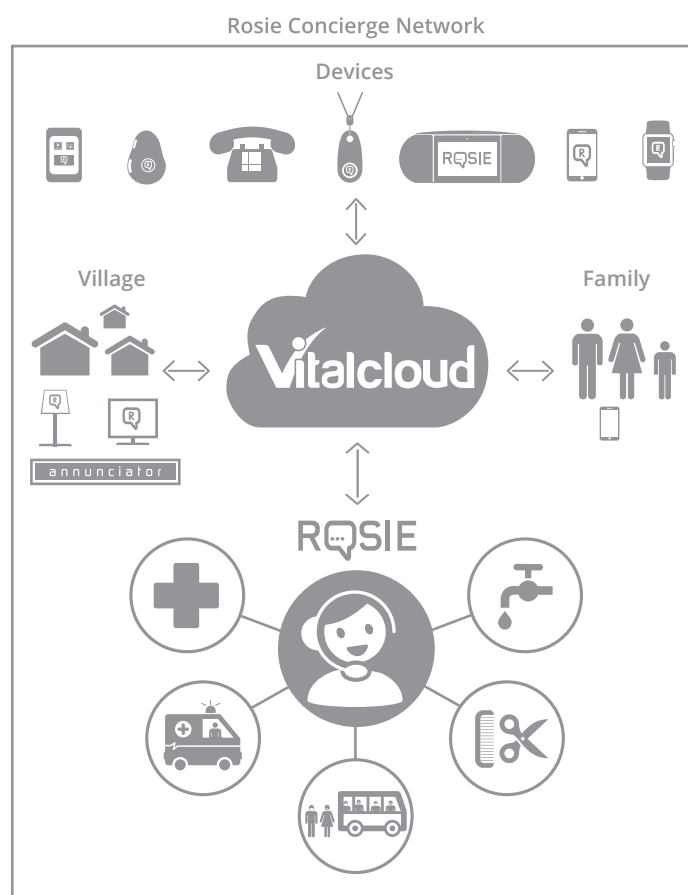 Rosie Concierge Network
Devices
R
ROSIE
R
R
Village
Family
Vitalcloud
R
R
annunciator
ROSIE